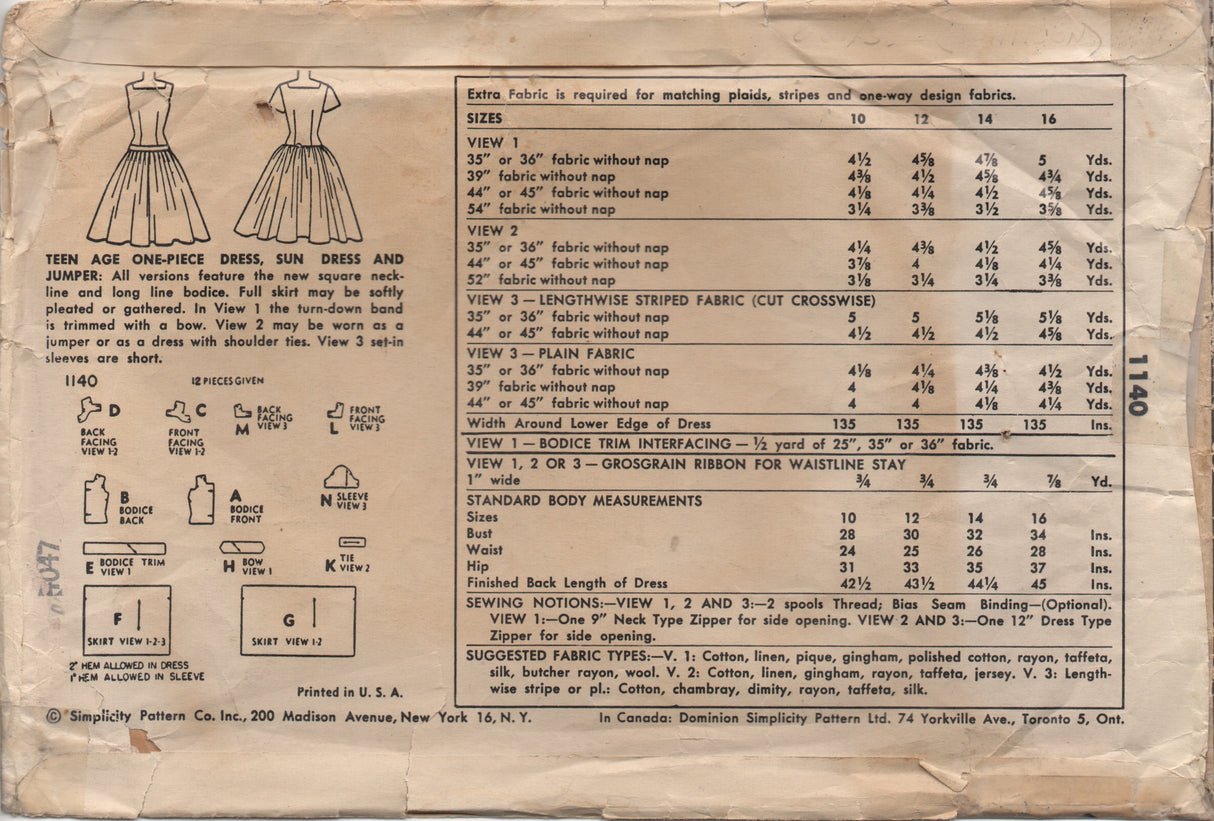 TEEN AGE ONE-PIECE DRESS, SUN DRESS AND
JUMPER: All versions feature the new square neck-
line and long line bodice. Full skirt may be softly
pleated or gathered. In View 1 the turn-down band
is trimmed with a bow. View 2 may be worn as a
jumper or as a dress with shoulder ties. View 3 set-in
sleeves are short.
1140 12 PIECES GIVEN
D
BACK
FACING
VIEW 1-2
C
FRONT
FACING
VIEW 1-2
BACK
FACING
M VIEW 3
FRONT
FACING
L VIEW 3
B
BODICE
BACK
A
BODICE
FRONT
N SLEEVE
VIEW 3
E BODICE TRIM
VIEW 1
H BOW
VIEW 1
K TIE
VIEW 2
F
SKIRT VIEW 1-2-3
G
SKIRT VIEW 1-2
2" HEM ALLOWED IN DRESS
1" HEM ALLOWED IN SLEEVE
Printed in U. S. A.
Extra Fabric is required for matching plaids, stripes and one-way design fabrics.
SIZES 10 12 14 16
VIEW 1
35" or 36" fabric without nap 4½ 4⅝ 4⅞ 5 Yds.
39" fabric without nap 4⅜ 4½ 4⅝ 4¾ Yds.
44" or 45" fabric without nap 4⅛ 4¼ 4½ 4⅝ Yds.
54" fabric without nap 3¼ 3⅜ 3½ 3⅝ Yds.
VIEW 2
35" or 36" fabric without nap 4¼ 4⅜ 4½ 4⅝ Yds.
44" or 45" fabric without nap 3⅞ 4 4⅛ 4¼ Yds.
52" fabric without nap 3⅛ 3¼ 3¼ 3⅜ Yds.
VIEW 3 — LENGTHWISE STRIPED FABRIC (CUT CROSSWISE)
35" or 36" fabric without nap 5 5 5⅛ 5⅛ Yds.
44" or 45" fabric without nap 4½ 4½ 4½ 4⅝ Yds.
VIEW 3 — PLAIN FABRIC
35" or 36" fabric without nap 4⅛ 4¼ 4⅜ 4½ Yds.
39" fabric without nap 4 4⅛ 4¼ 4⅜ Yds.
44" or 45" fabric without nap 4 4 4⅛ 4¼ Yds.
Width Around Lower Edge of Dress 135 135 135 135 Ins.
VIEW 1 — BODICE TRIM INTERFACING — ½ yard of 25", 35" or 36" fabric.
VIEW 1, 2 OR 3 — GROSGRAIN RIBBON FOR WAISTLINE STAY
1" wide ¾ ¾ ¾ ⅞ Yd.
STANDARD BODY MEASUREMENTS
Sizes 10 12 14 16
Bust 28 30 32 34 Ins.
Waist 24 25 26 28 Ins.
Hip 31 33 35 37 Ins.
Finished Back Length of Dress 42½ 43½ 44¼ 45 Ins.
SEWING NOTIONS:—VIEW 1, 2 AND 3:—2 spools Thread; Bias Seam Binding—(Optional).
VIEW 1:—One 9" Neck Type Zipper for side opening. VIEW 2 AND 3:—One 12" Dress Type
Zipper for side opening.
SUGGESTED FABRIC TYPES:—V. 1: Cotton, linen, pique, gingham, polished cotton, rayon, taffeta,
silk, butcher rayon, wool. V. 2: Cotton, linen, gingham, rayon, taffeta, jersey. V. 3: Length-
wise stripe or pl.: Cotton, chambray, dimity, rayon, taffeta, silk.
1140
© Simplicity Pattern Co. Inc., 200 Madison Avenue, New York 16, N. Y. In Canada: Dominion Simplicity Pattern Ltd. 74 Yorkville Ave., Toronto 5, Ont.